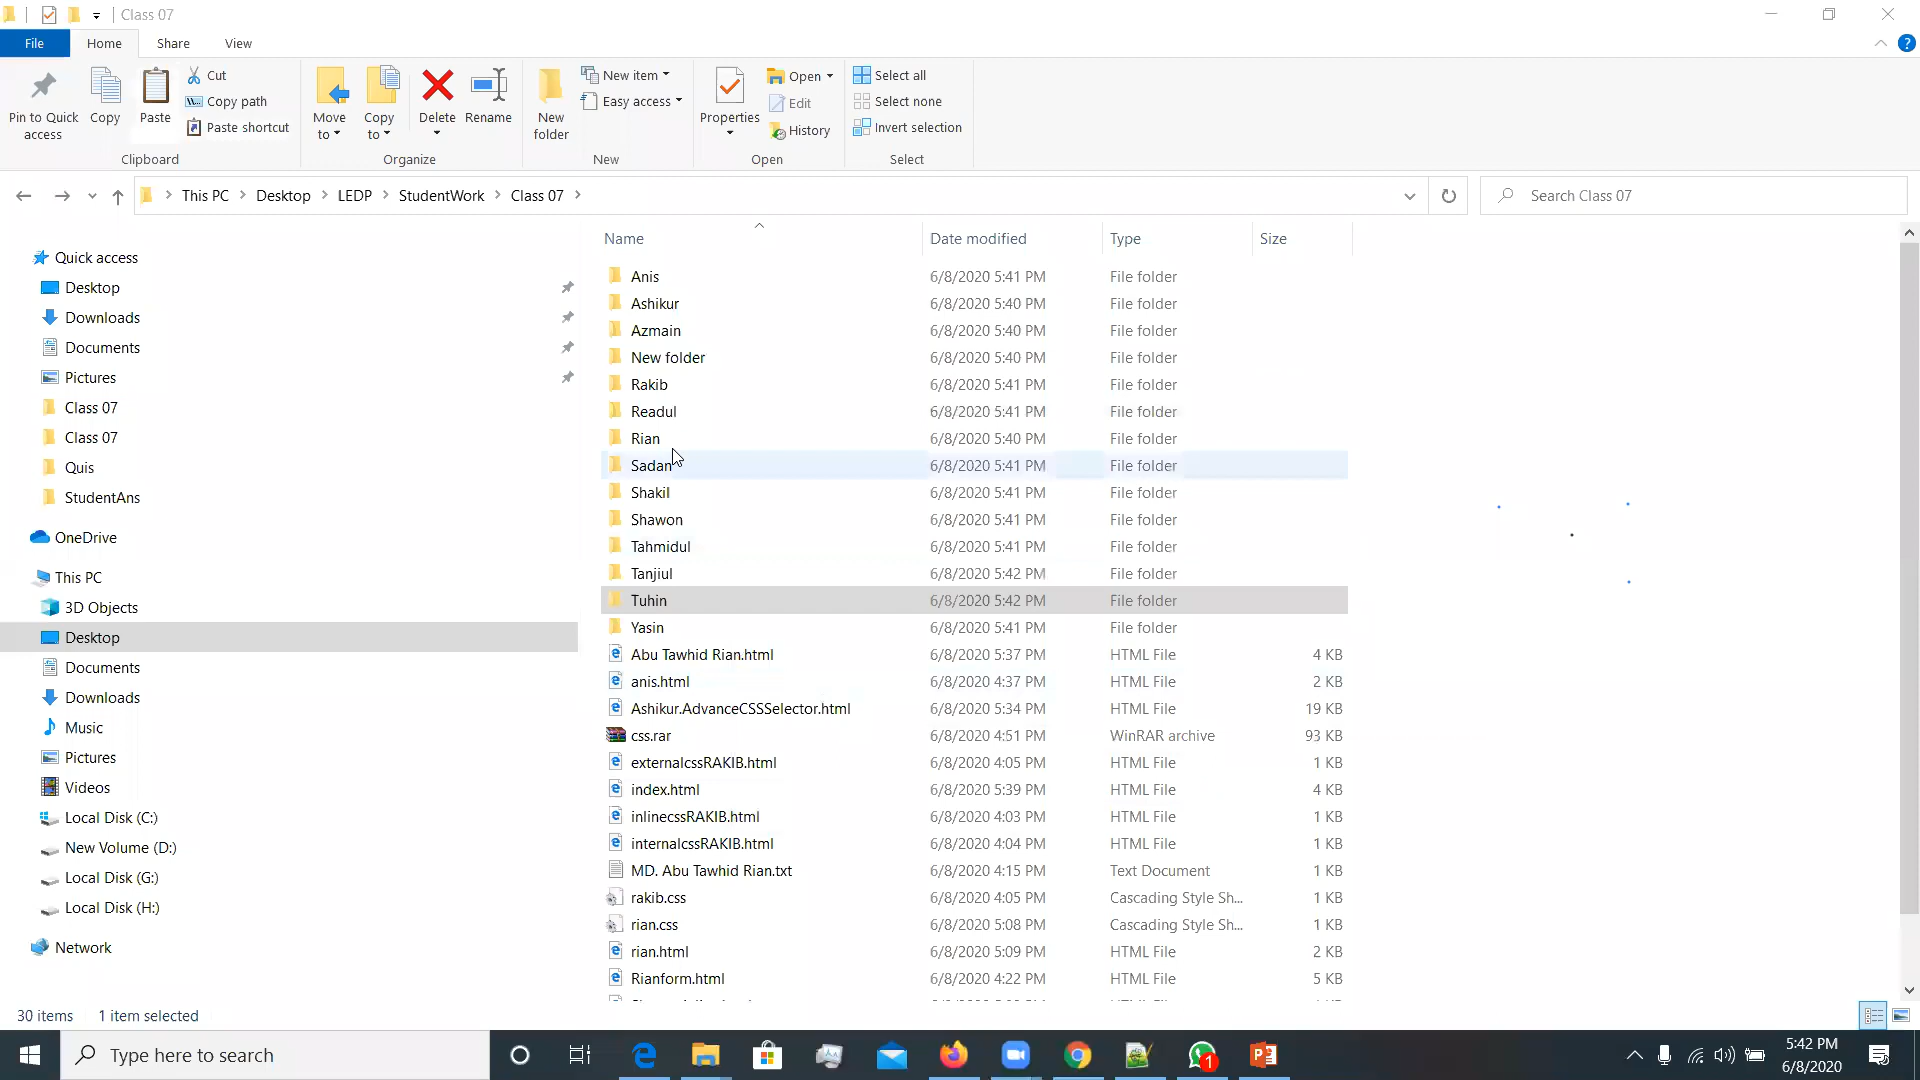 Class 07
File
Home
Share
View
Pin to Quick access
Copy
Paste
Cut
Copy path
Paste shortcut
Clipboard
Move to
Copy to
Delete
Rename
Organize
New folder
New item
Easy access
New
Properties
Open
Edit
History
Open
Select all
Select none
Invert selection
Select
This PC
Desktop
LEDP
StudentWork
Class 07
Search Class 07
Quick access
Desktop
Downloads
Documents
Pictures
Class 07
Class 07
Quis
StudentAns
OneDrive
This PC
3D Objects
Desktop
Documents
Downloads
Music
Pictures
Videos
Local Disk (C:)
New Volume (D:)
Local Disk (G:)
Local Disk (H:)
Network
Name Date modified Type Size
Anis 6/8/2020 5:41 PM File folder
Ashikur 6/8/2020 5:40 PM File folder
Azmain 6/8/2020 5:40 PM File folder
New folder 6/8/2020 5:40 PM File folder
Rakib 6/8/2020 5:41 PM File folder
Readul 6/8/2020 5:41 PM File folder
Rian 6/8/2020 5:40 PM File folder
Sadan 6/8/2020 5:41 PM File folder
Shakil 6/8/2020 5:41 PM File folder
Shawon 6/8/2020 5:41 PM File folder
Tahmidul 6/8/2020 5:41 PM File folder
Tanjiul 6/8/2020 5:42 PM File folder
Tuhin 6/8/2020 5:42 PM File folder
Yasin 6/8/2020 5:41 PM File folder
Abu Tawhid Rian.html 6/8/2020 5:37 PM HTML File 4 KB
anis.html 6/8/2020 4:37 PM HTML File 2 KB
Ashikur.AdvanceCSSSelector.html 6/8/2020 5:34 PM HTML File 19 KB
css.rar 6/8/2020 4:51 PM WinRAR archive 93 KB
externalcssRAKIB.html 6/8/2020 4:05 PM HTML File 1 KB
index.html 6/8/2020 5:39 PM HTML File 4 KB
inlinecssRAKIB.html 6/8/2020 4:03 PM HTML File 1 KB
internalcssRAKIB.html 6/8/2020 4:04 PM HTML File 1 KB
MD. Abu Tawhid Rian.txt 6/8/2020 4:15 PM Text Document 1 KB
rakib.css 6/8/2020 4:05 PM Cascading Style Sh... 1 KB
rian.css 6/8/2020 5:08 PM Cascading Style Sh... 1 KB
rian.html 6/8/2020 5:09 PM HTML File 2 KB
Rianform.html 6/8/2020 4:22 PM HTML File 5 KB
30 items 1 item selected
Type here to search
1
5:42 PM
6/8/2020